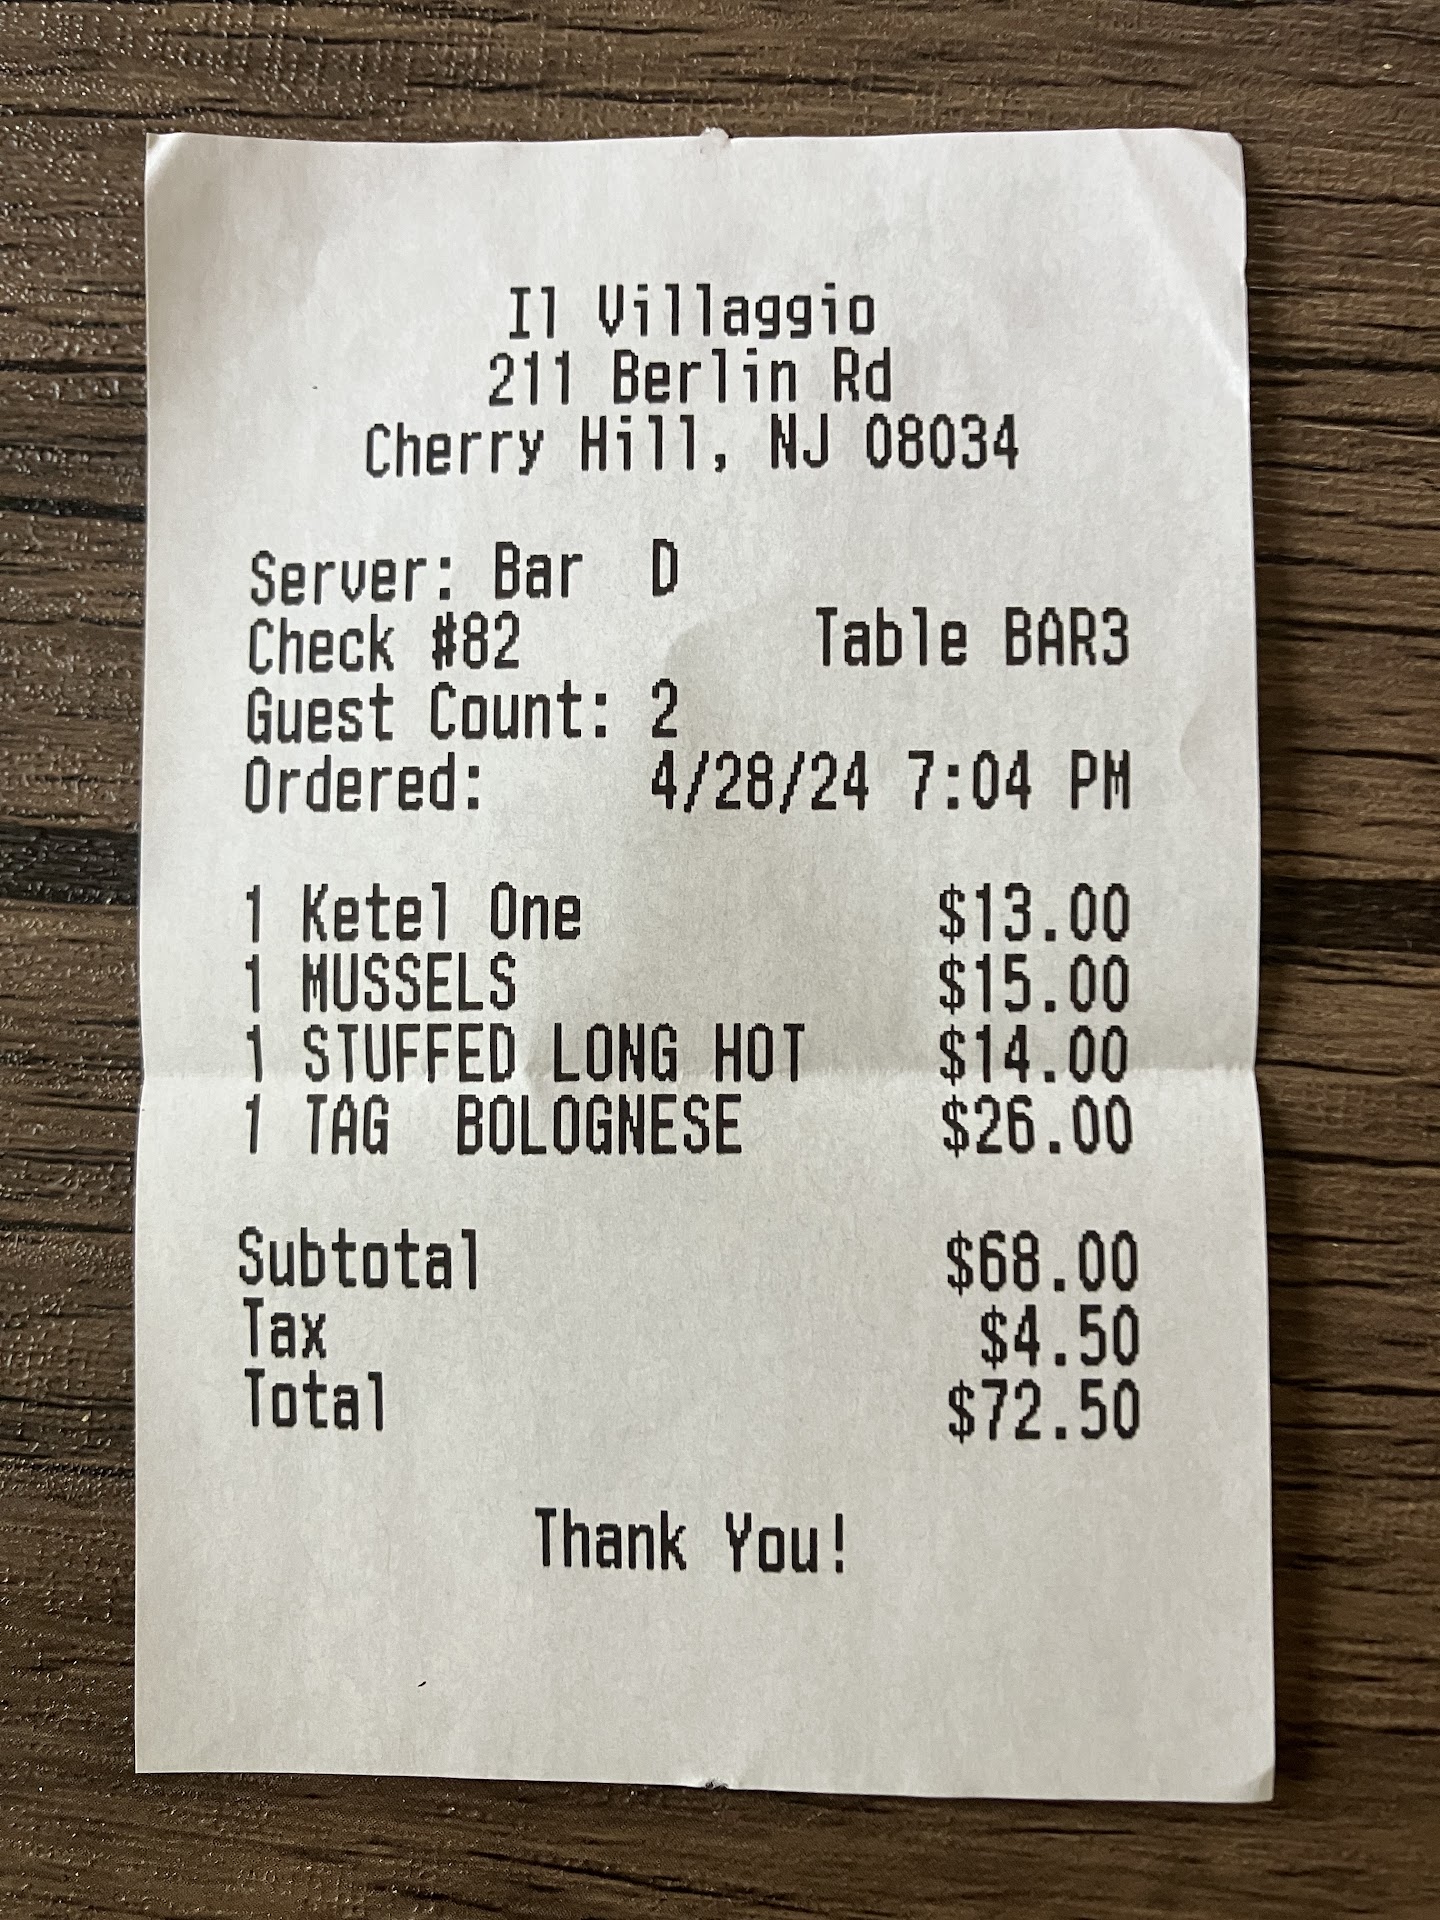 Il Villaggio
211 Berlin Rd
Cherry Hill, NJ 08034
Server: Bar D
Check #82 Table BAR3
Guest Count: 2
Ordered: 4/28/24 7:04 PM
1 Ketel One $13.00
1 MUSSELS $15.00
1 STUFFED LONG HOT $14.00
1 TAG BOLOGNESE $26.00
Subtotal $68.00
Tax $4.50
Total $72.50
Thank You!